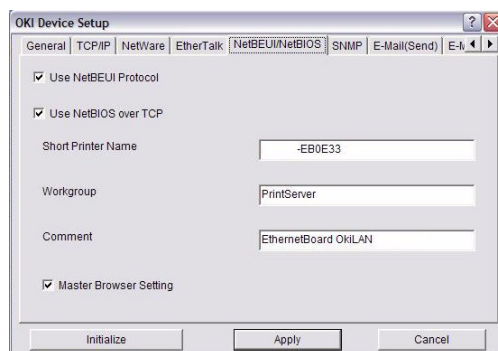 OKI Device Setup
General TCP/IP NetWare EtherTalk NetBEUI/NetBIOS SNMP E-Mail(Send)
Use NetBEUI Protocol
Use NetBIOS over TCP
Short Printer Name -EB0E33
Workgroup PrintServer
Comment EthernetBoard OkiLAN
Master Browser Setting
Initialize Apply Cancel